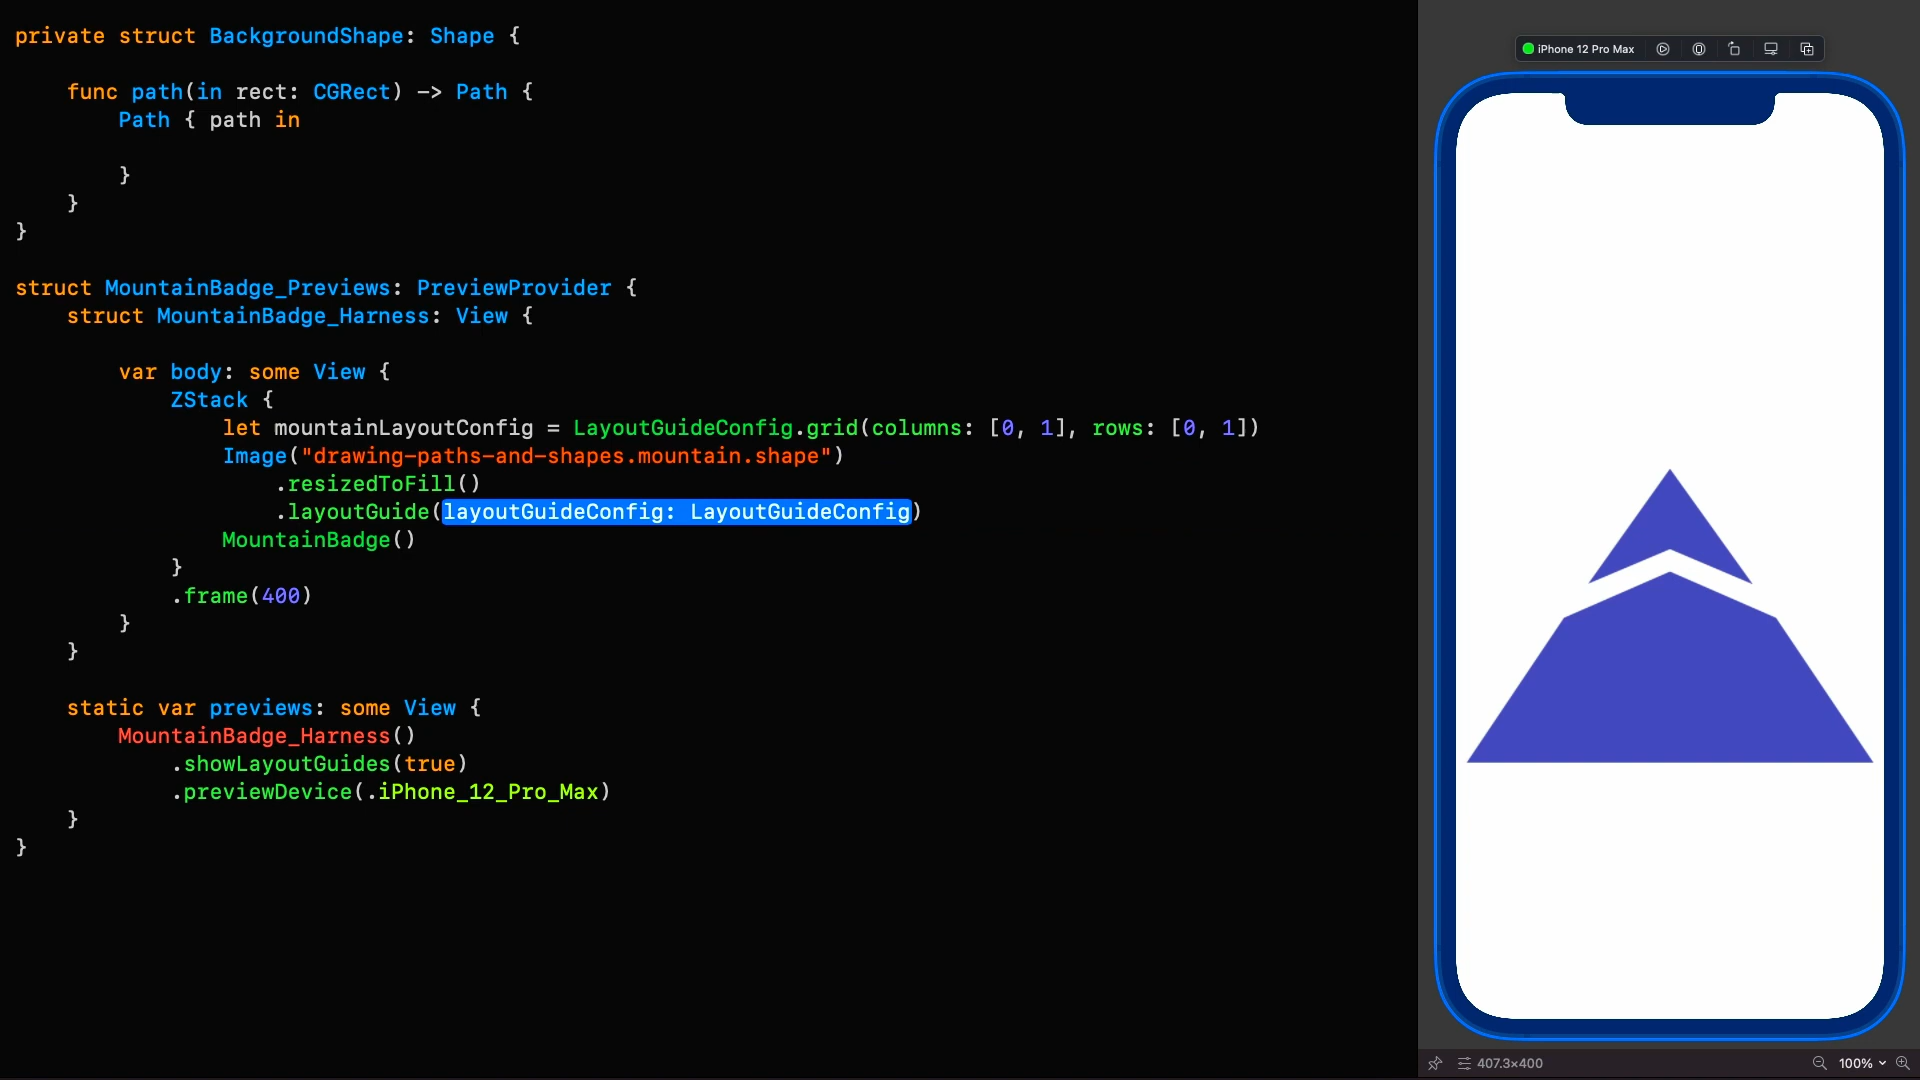 private struct BackgroundShape: Shape {
func path(in rect: CGRect) -> Path {
Path { path in
}
}
}
struct MountainBadge_Previews: PreviewProvider {
struct MountainBadge_Harness: View {
var body: some View {
ZStack {
let mountainLayoutConfig = LayoutGuideConfig.grid(columns: [0, 1], rows: [0, 1])
Image("drawing-paths-and-shapes.mountain.shape")
.resizedToFill()
.layoutGuide(layoutGuideConfig: LayoutGuideConfig)
MountainBadge()
}
.frame(400)
}
}
static var previews: some View {
MountainBadge_Harness()
.showLayoutGuides(true)
.previewDevice(.iPhone_12_Pro_Max)
}
}
iPhone 12 Pro Max
407.3×400
100%